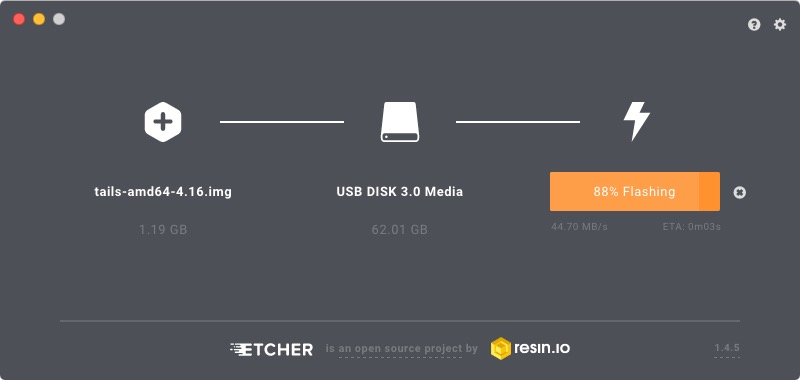 tails-amd64-4.16.img
1.19 GB
USB DISK 3.0 Media
62.01 GB
88% Flashing
44.70 MB/s ETA: 0m03s
ETCHER is an open source project by resin.io
1.4.5